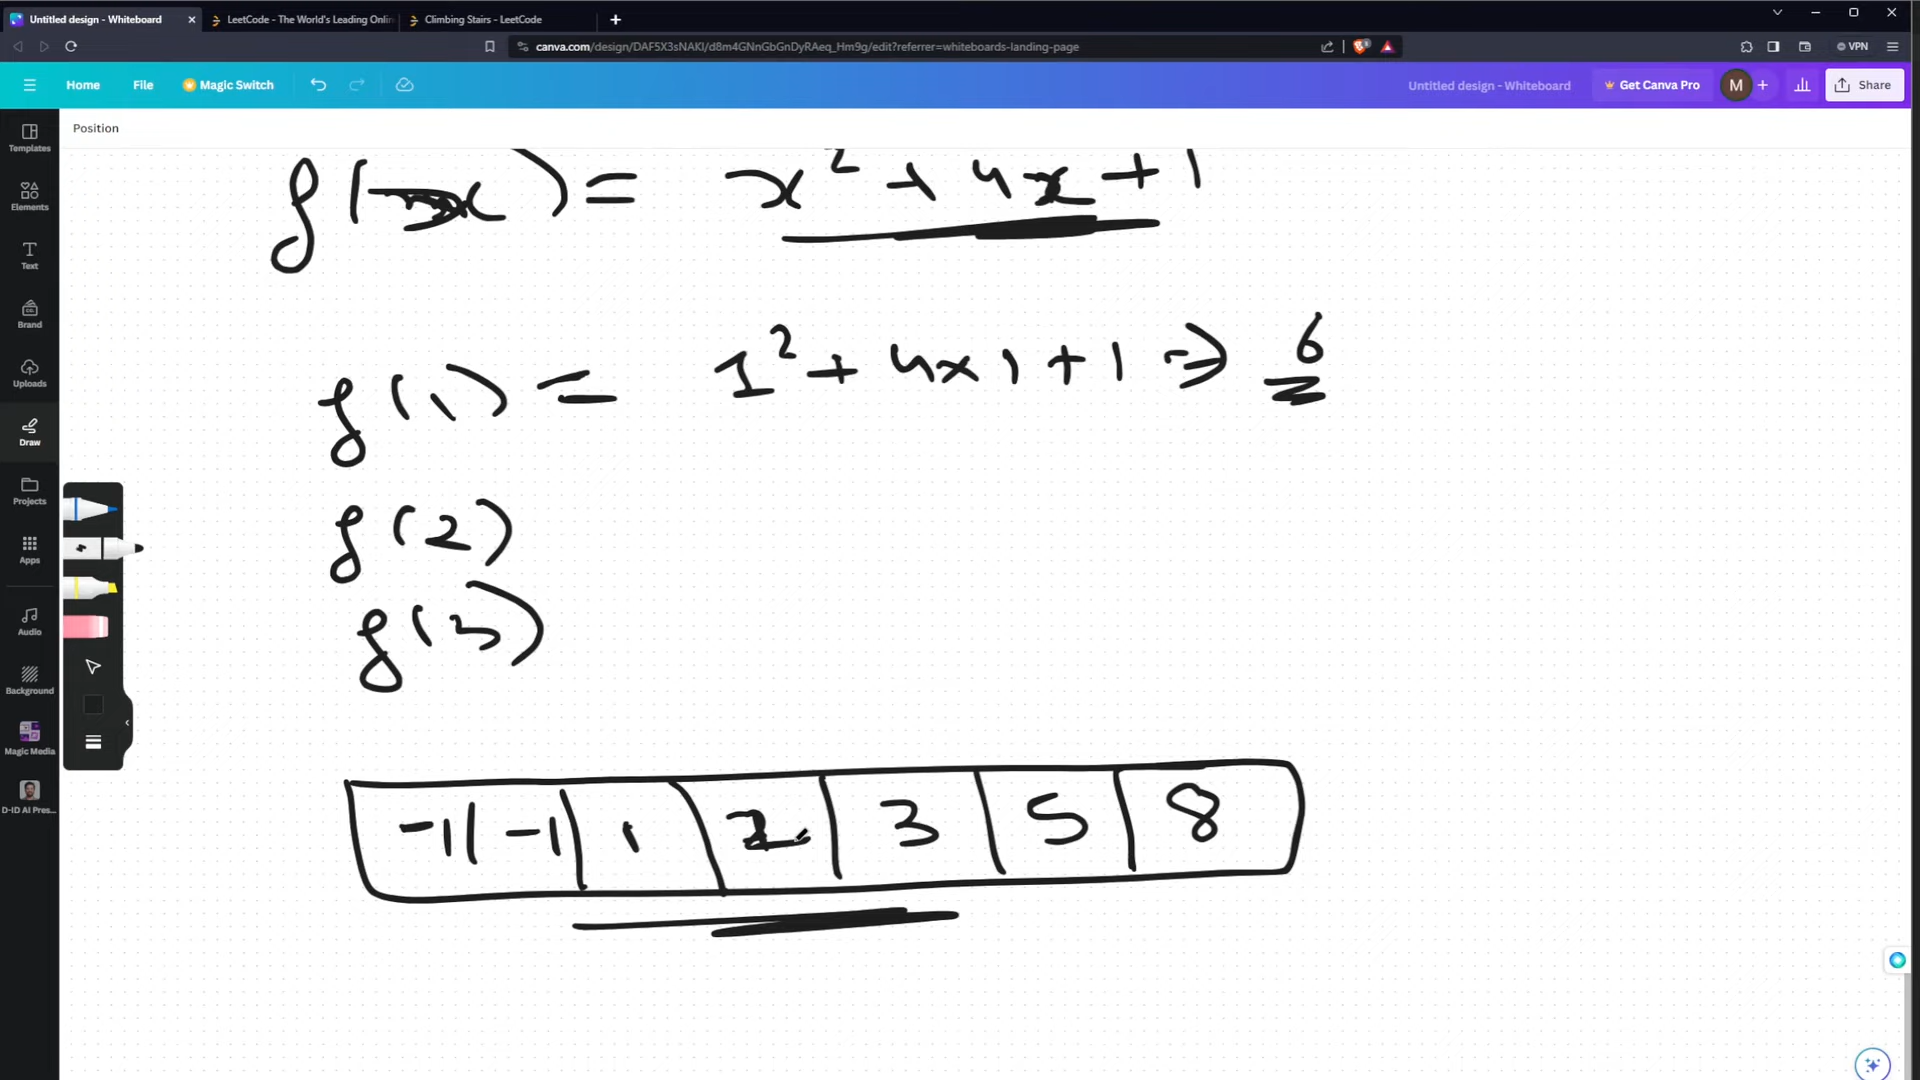 Untitled design - Whiteboard
LeetCode - The World's Leading Onlin
Climbing Stairs - LeetCode
canva.com/design/DAF5X3sNAKI/d8m4GNnGbGnDyRAeq_Hm9g/edit?referrer=whiteboards-landing-page
VPN
Home
File
Magic Switch
Untitled design - Whiteboard
Get Canva Pro
M
Share
Position
Templates
Elements
Text
Brand
Uploads
Draw
Projects
Apps
Audio
Background
Magic Media
D-ID AI Pres...
f(x) = x² + 4x + 1
f(1) = 1² + 4x1 + 1 => 6
f(2)
f(3)
-1 | -1 | 1 | 2 | 3 | 5 | 8